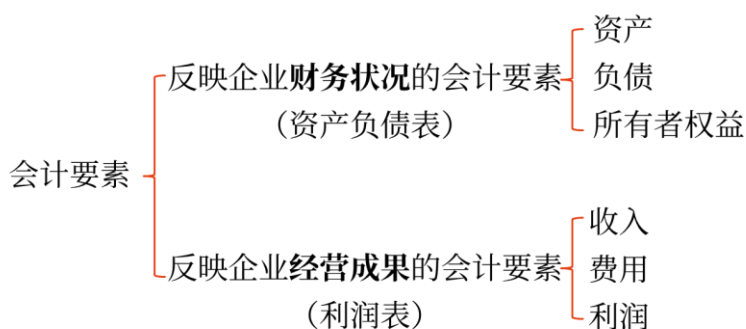 会计要素
反映企业财务状况的会计要素
（资产负债表）
资产
负债
所有者权益
反映企业经营成果的会计要素
（利润表）
收入
费用
利润